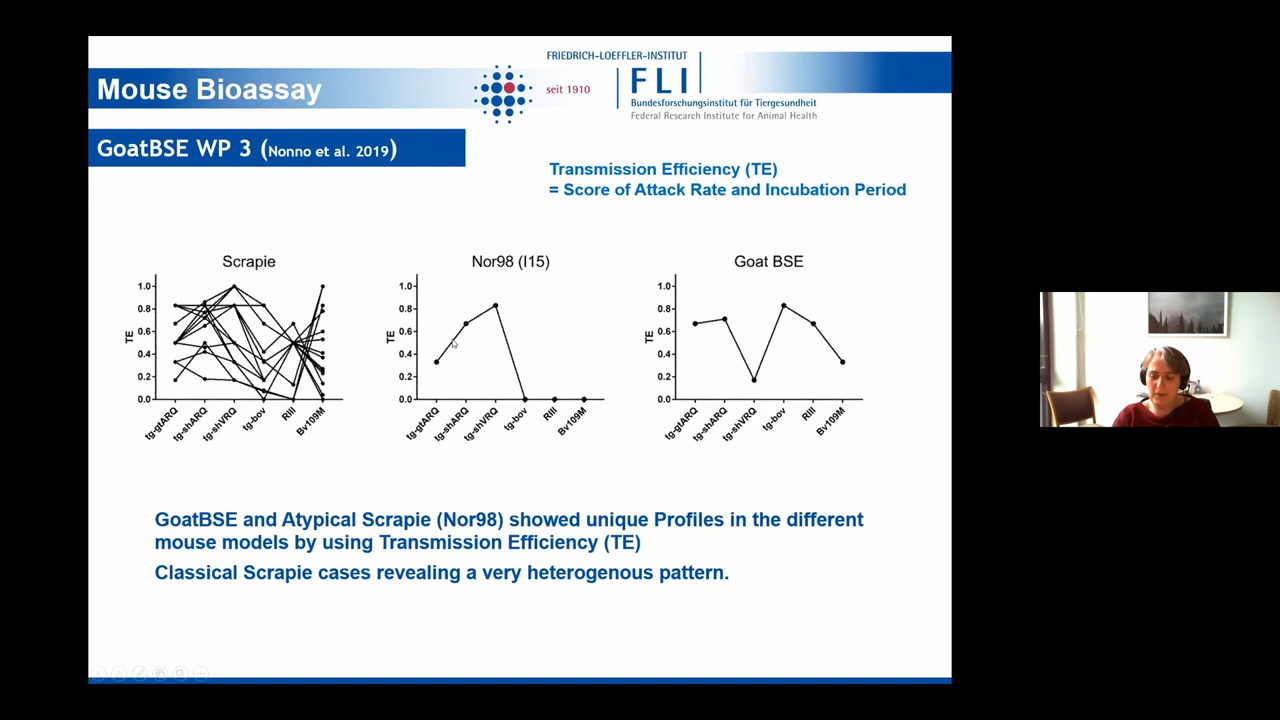 Mouse Bioassay
FRIEDRICH-LOEFFLER-INSTITUT
seit 1910
FLI
Bundesforschungsinstitut für Tiergesundheit
Federal Research Institute for Animal Health
GoatBSE WP 3 (Nonno et al. 2019)
Transmission Efficiency (TE)
= Score of Attack Rate and Incubation Period
Scrapie
TE
1.0
0.8
0.6
0.4
0.2
0.0
tg-gtARQ
tg-shARQ
tg-shVRQ
tg-bov
RIII
Bv109M
Nor98 (I15)
TE
1.0
0.8
0.6
0.4
0.2
0.0
tg-gtARQ
tg-shARQ
tg-shVRQ
tg-bov
RIII
Bv109M
Goat BSE
TE
1.0
0.8
0.6
0.4
0.2
0.0
tg-gtARQ
tg-shARQ
tg-shVRQ
tg-bov
RIII
Bv109M
GoatBSE and Atypical Scrapie (Nor98) showed unique Profiles in the different
mouse models by using Transmission Efficiency (TE)
Classical Scrapie cases revealing a very heterogenous pattern.